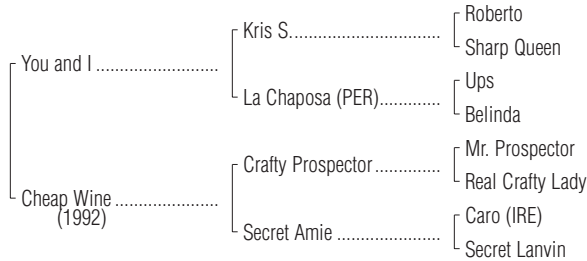 Roberto
Kris S.
Sharp Queen
You and I
Ups
La Chaposa (PER)
Belinda
Mr. Prospector
Crafty Prospector
Real Crafty Lady
Cheap Wine
(1992)
Caro (IRE)
Secret Amie
Secret Lanvin